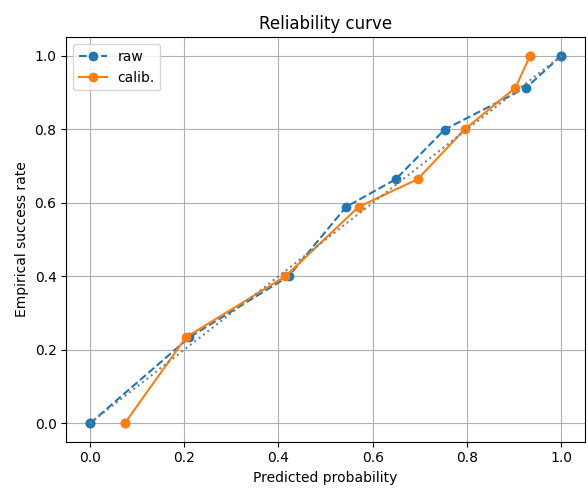 Reliability curve
raw
calib.
Empirical success rate
1.0
0.8
0.6
0.4
0.2
0.0
0.0 0.2 0.4 0.6 0.8 1.0
Predicted probability